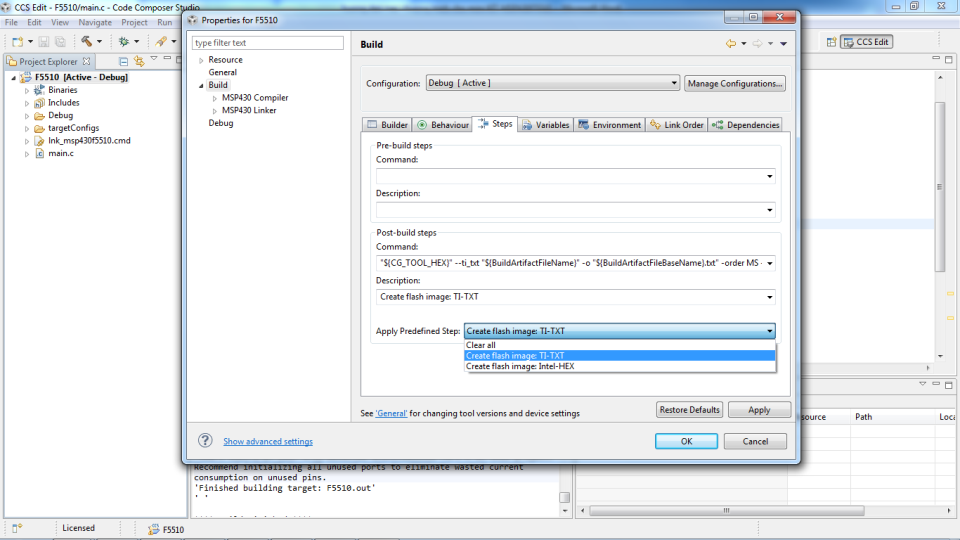 CCS Edit - F5510/main.c - Code Composer Studio
File Edit View Navigate Project Run
CCS Edit
Project Explorer
F5510 [Active - Debug]
Binaries
Includes
Debug
targetConfigs
lnk_msp430f5510.cmd
main.c
Properties for F5510
type filter text
Resource
General
Build
MSP430 Compiler
MSP430 Linker
Debug
Build
Configuration: Debug [ Active ] Manage Configurations...
Builder Behaviour Steps Variables Environment Link Order Dependencies
Pre-build steps
Command:
Description:
Post-build steps
Command:
"${CG_TOOL_HEX}" --ti_txt "${BuildArtifactFileName}" -o "${BuildArtifactFileBaseName}.txt" -order MS -
Description:
Create flash image: TI-TXT
Apply Predefined Step: Create flash image: TI-TXT
Clear all
Create flash image: TI-TXT
Create flash image: Intel-HEX
See 'General' for changing tool versions and device settings
Restore Defaults Apply
? Show advanced settings
OK Cancel
source Path Loca
Recommend initializing all unused ports to eliminate wasted current
consumption on unused pins.
'Finished building target: F5510.out'
' '
Licensed F5510